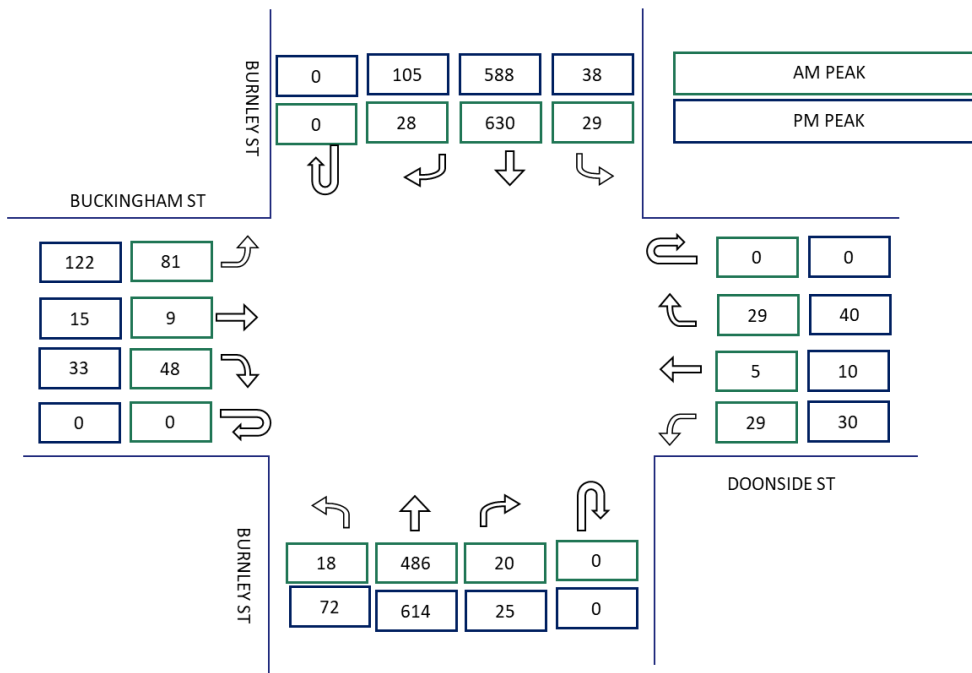 BURNLEY ST
0 105 588 38
0 28 630 29
AM PEAK
PM PEAK
BUCKINGHAM ST
122 81
15 9
33 48
0 0
0 0
29 40
5 10
29 30
DOONSIDE ST
BURNLEY ST
18 486 20 0
72 614 25 0